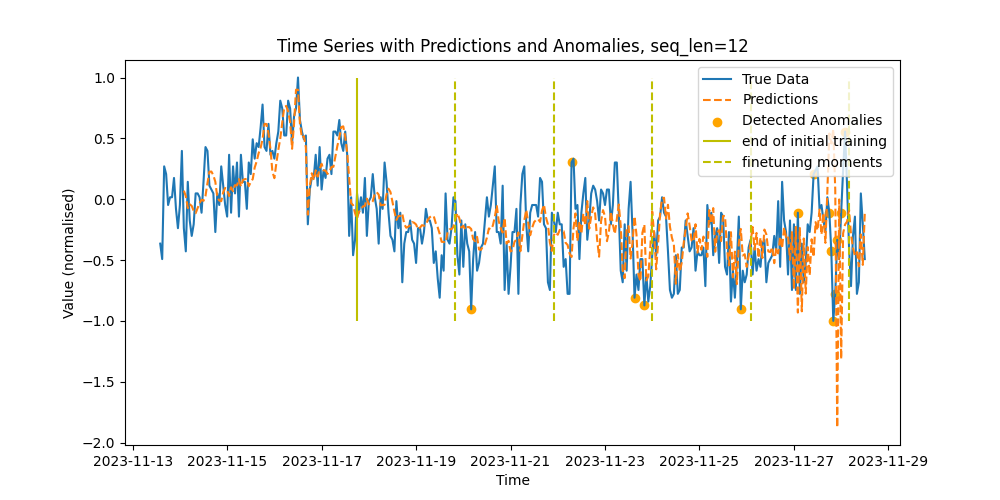 Time Series with Predictions and Anomalies, seq_len=12
True Data
Predictions
Detected Anomalies
end of initial training
finetuning moments
Value (normalised)
1.0
0.5
0.0
−0.5
−1.0
−1.5
−2.0
2023-11-13 2023-11-15 2023-11-17 2023-11-19 2023-11-21 2023-11-23 2023-11-25 2023-11-27 2023-11-29
Time